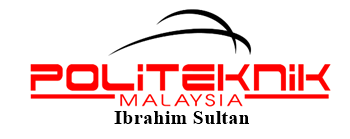 POLITEKNIK
MALAYSIA
Ibrahim Sultan